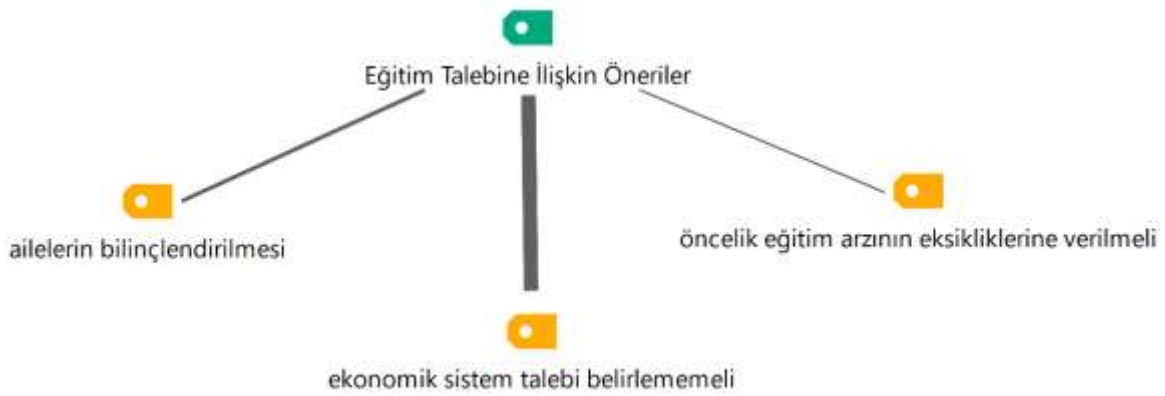 Eğitim Talebine İlişkin Öneriler
ailelerin bilinçlendirilmesi
öncelik eğitim arzının eksikliklerine verilmeli
ekonomik sistem talebi belirlememeli